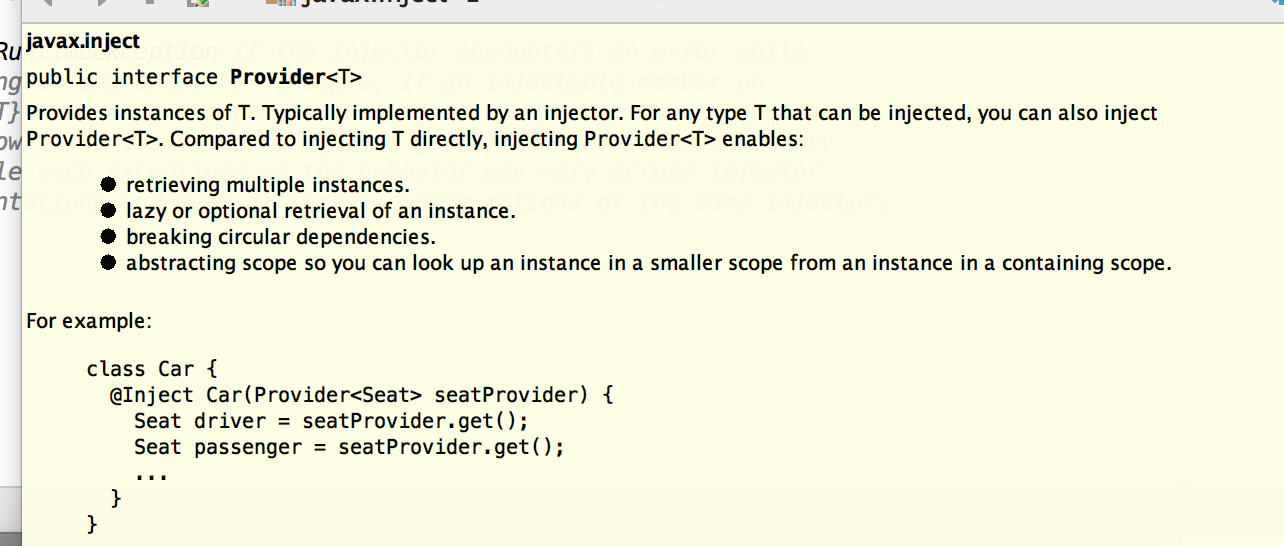 javax.inject
public interface Provider<T>
Provides instances of T. Typically implemented by an injector. For any type T that can be injected, you can also inject
Provider<T>. Compared to injecting T directly, injecting Provider<T> enables:
● retrieving multiple instances.
● lazy or optional retrieval of an instance.
● breaking circular dependencies.
● abstracting scope so you can look up an instance in a smaller scope from an instance in a containing scope.
For example:
class Car {
@Inject Car(Provider<Seat> seatProvider) {
Seat driver = seatProvider.get();
Seat passenger = seatProvider.get();
...
}
}